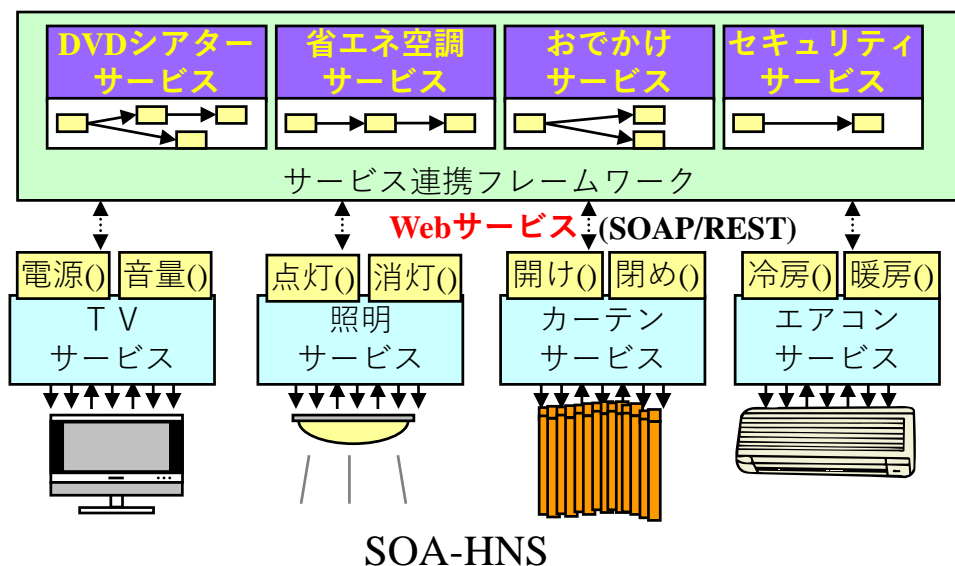 DVDシアター
サービス
省エネ空調
サービス
おでかけ
サービス
セキュリティ
サービス
サービス連携フレームワーク
Webサービス (SOAP/REST)
電源()
音量()
点灯()
消灯()
開け()
閉め()
冷房()
暖房()
ＴＶ
サービス
照明
サービス
カーテン
サービス
エアコン
サービス
SOA-HNS